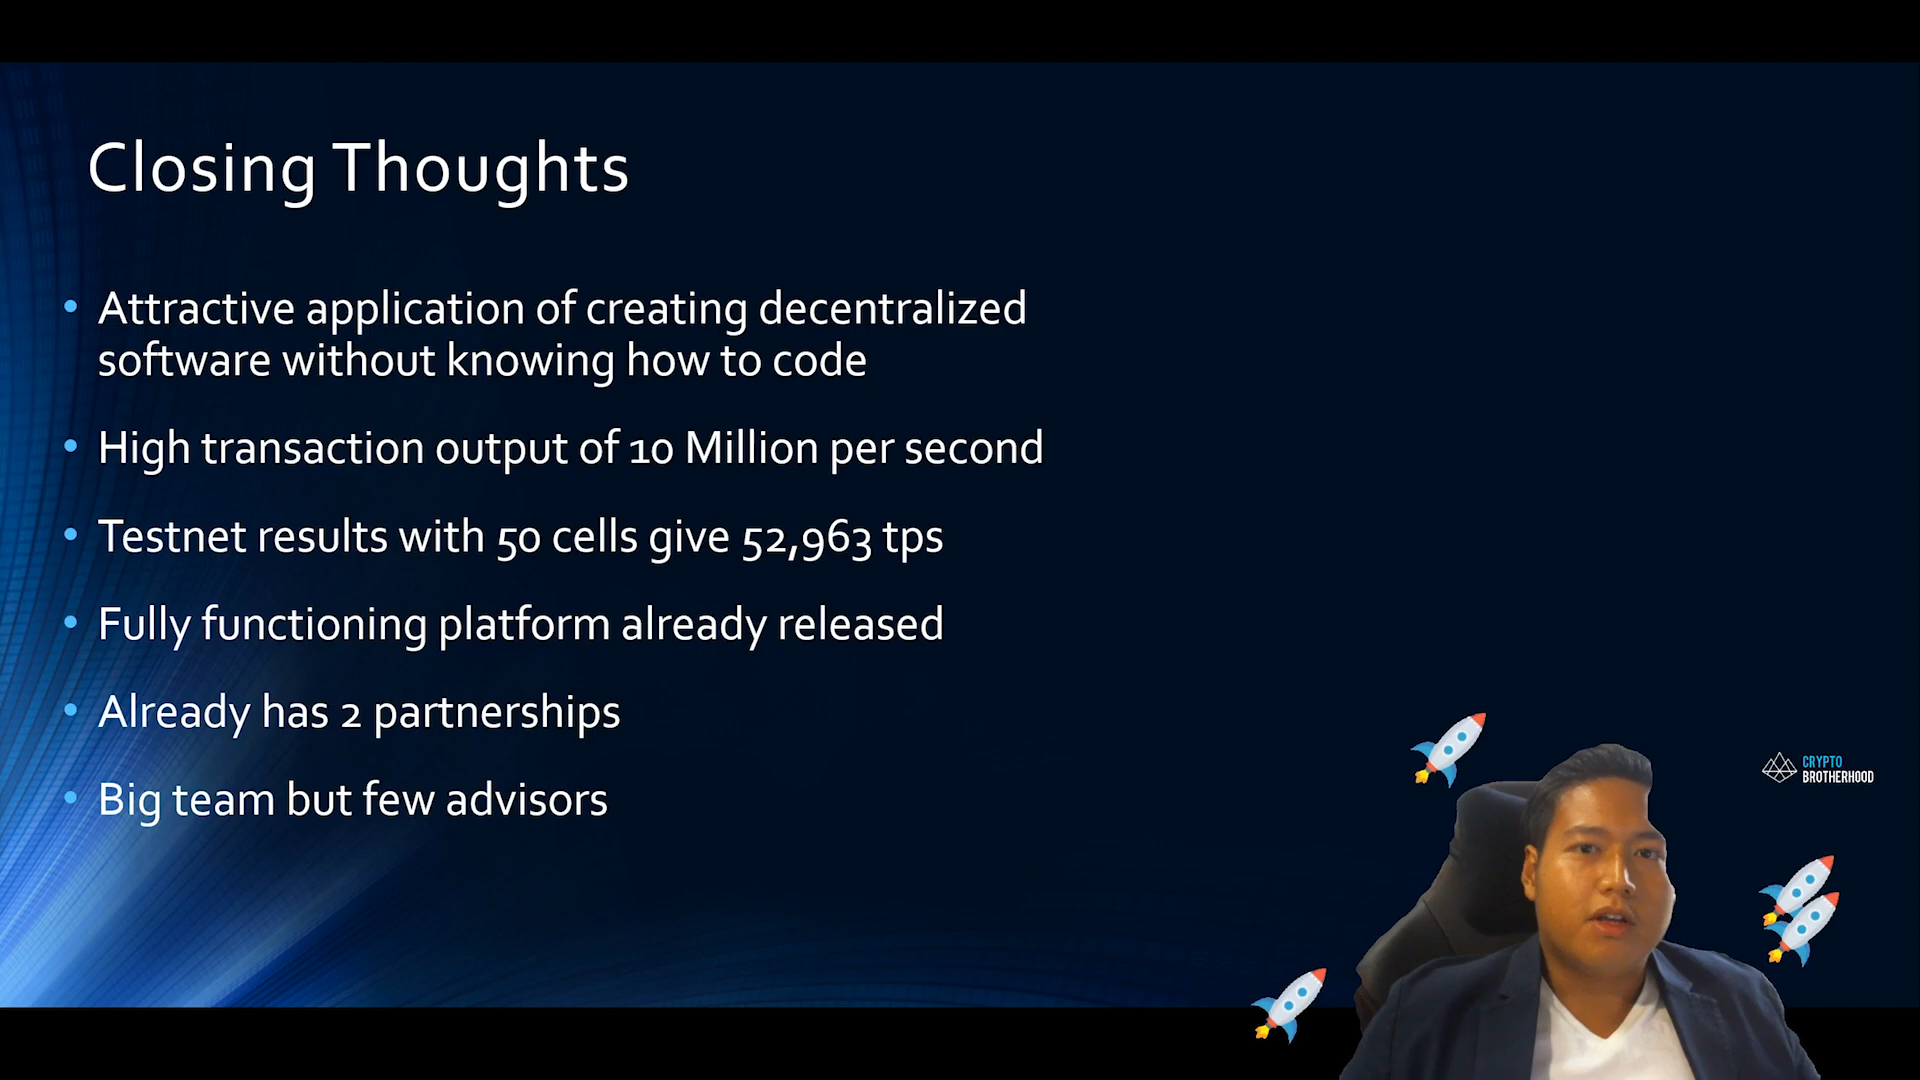 Closing Thoughts
• Attractive application of creating decentralized
software without knowing how to code
• High transaction output of 10 Million per second
• Testnet results with 50 cells give 52,963 tps
• Fully functioning platform already released
• Already has 2 partnerships
• Big team but few advisors
CRYPTO
BROTHERHOOD